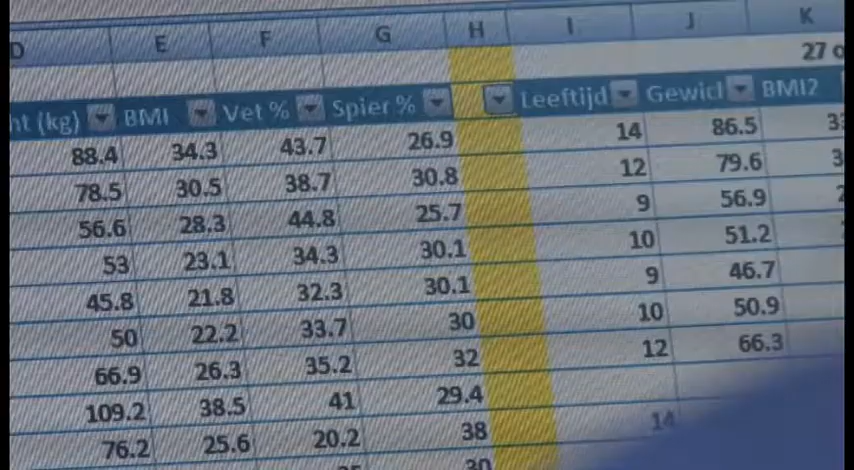 D E F G H I J K
27 o
ht (kg) BMI Vet % Spier % Leeftijd Gewicl BMI2
88.4 34.3 43.7 26.9 14 86.5 3
78.5 30.5 38.7 30.8 12 79.6 3
56.6 28.3 44.8 25.7 9 56.9 2
53 23.1 34.3 30.1 10 51.2
45.8 21.8 32.3 30.1 9 46.7
50 22.2 33.7 30 10 50.9
66.9 26.3 35.2 32 12 66.3
109.2 38.5 41 29.4
76.2 25.6 20.2 38 14
30